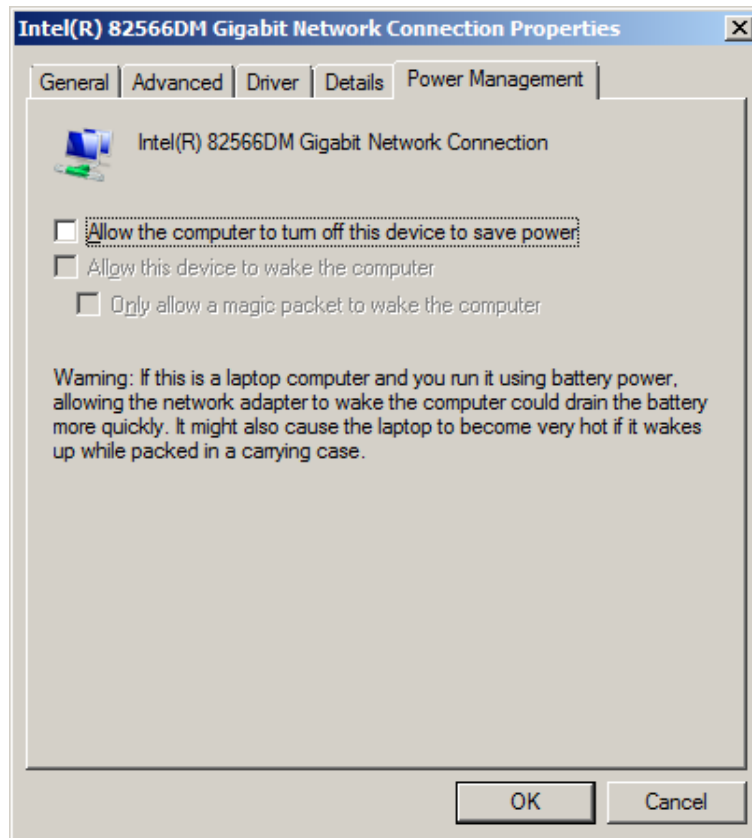 Intel(R) 82566DM Gigabit Network Connection Properties
General Advanced Driver Details Power Management
Intel(R) 82566DM Gigabit Network Connection
Allow the computer to turn off this device to save power
Allow this device to wake the computer
Only allow a magic packet to wake the computer
Warning: If this is a laptop computer and you run it using battery power,
allowing the network adapter to wake the computer could drain the battery
more quickly. It might also cause the laptop to become very hot if it wakes
up while packed in a carrying case.
OK Cancel